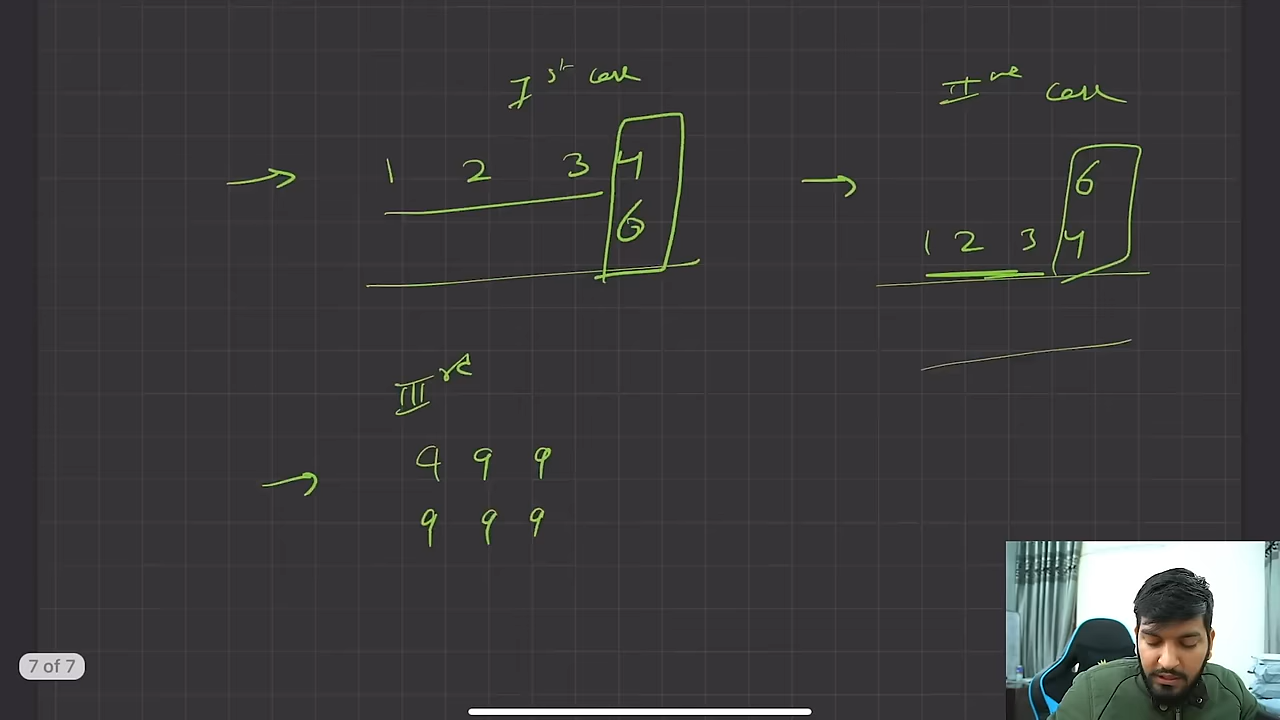 Ist case
1 2 3 4
6
IInd case
6
1 2 3 4
IIIrd
9 9 9
9 9 9
7 of 7